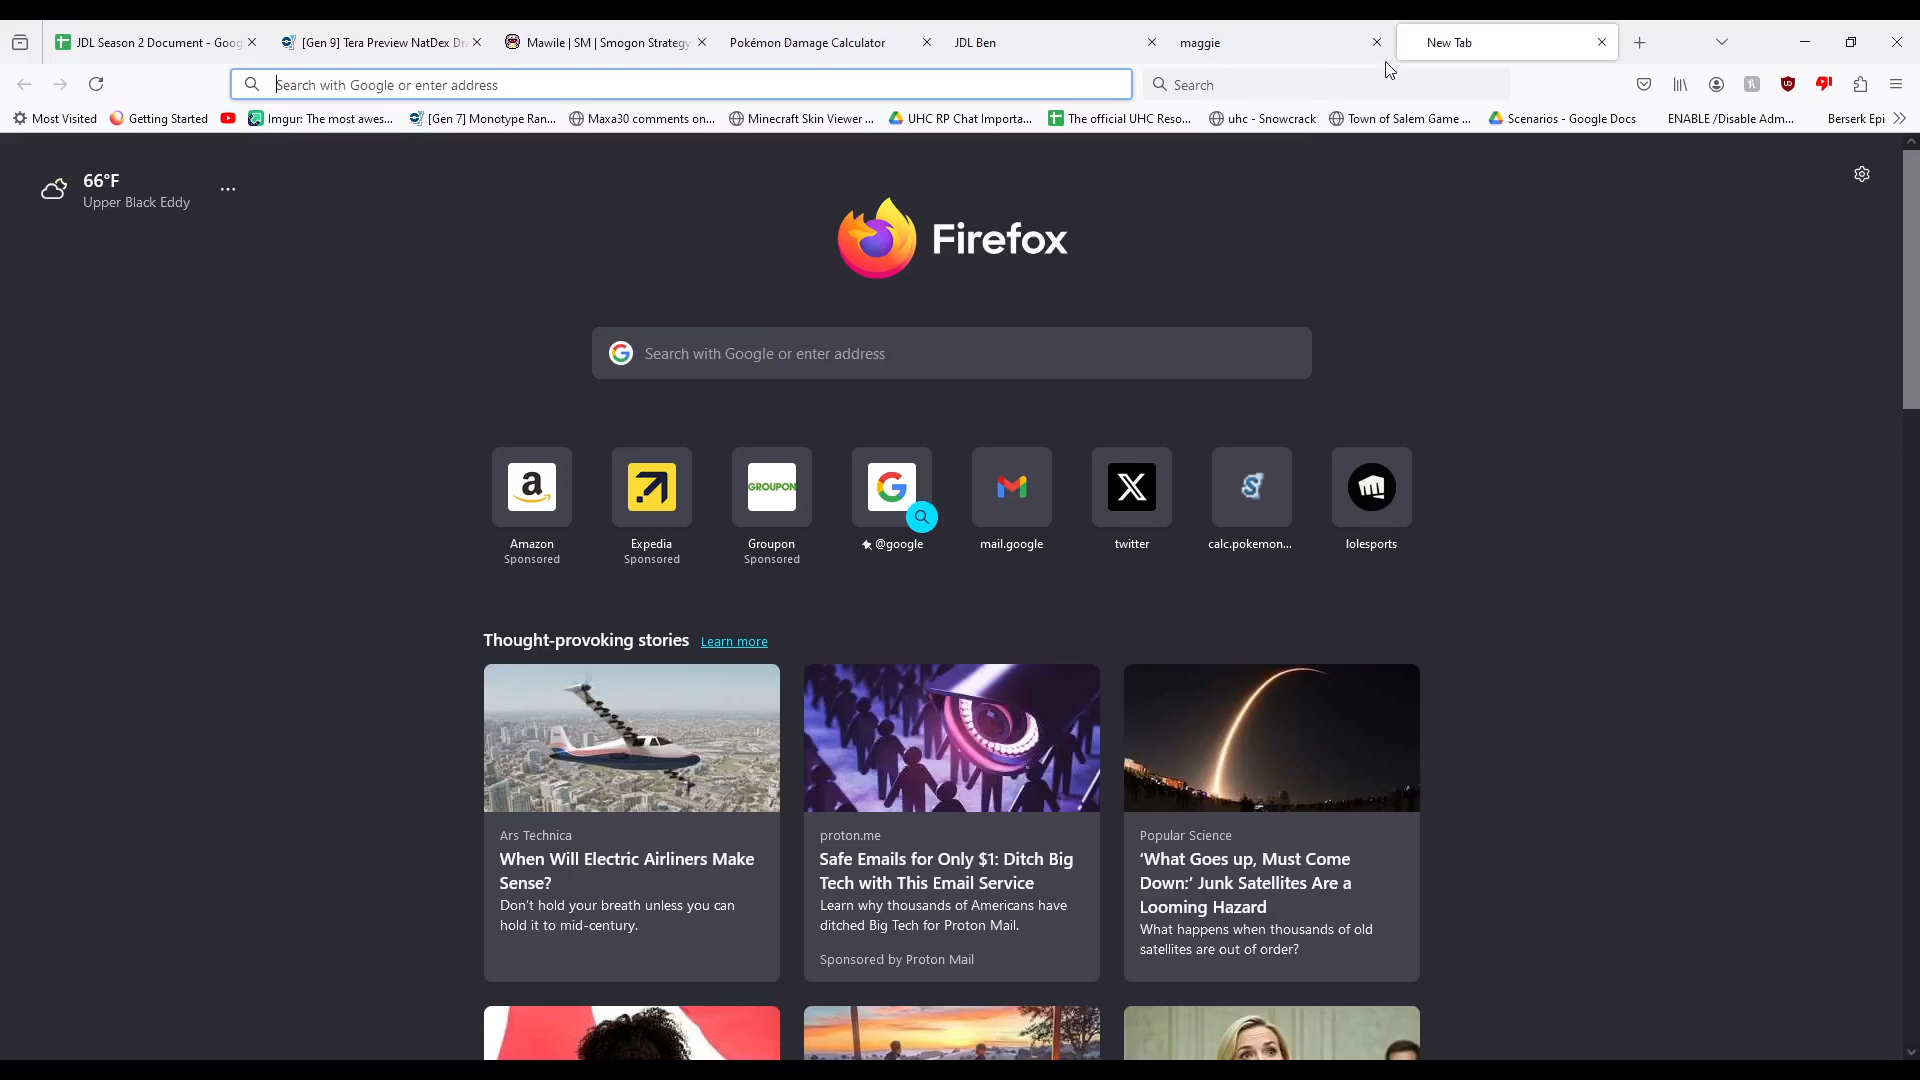 JDL Season 2 Document - Goog
[Gen 9] Tera Preview NatDex Dr
Mawile | SM | Smogon Strategy
Pokémon Damage Calculator
JDL Ben
maggie
New Tab
Search with Google or enter address
Search
Most Visited
Getting Started
Imgur: The most awes...
[Gen 7] Monotype Ran...
Maxa30 comments on...
Minecraft Skin Viewer ...
UHC RP Chat Importa...
The official UHC Reso...
uhc - Snowcrack
Town of Salem Game ...
Scenarios - Google Docs
ENABLE /Disable Adm...
Berserk Epi
66°F
Upper Black Eddy
Firefox
Search with Google or enter address
GROUPON
Amazon
Sponsored
Expedia
Sponsored
Groupon
Sponsored
@google
mail.google
twitter
calc.pokemon...
lolesports
Thought-provoking stories
Learn more
Ars Technica
When Will Electric Airliners Make
Sense?
Don't hold your breath unless you can
hold it to mid-century.
proton.me
Safe Emails for Only $1: Ditch Big
Tech with This Email Service
Learn why thousands of Americans have
ditched Big Tech for Proton Mail.
Sponsored by Proton Mail
Popular Science
‘What Goes up, Must Come
Down:’ Junk Satellites Are a
Looming Hazard
What happens when thousands of old
satellites are out of order?